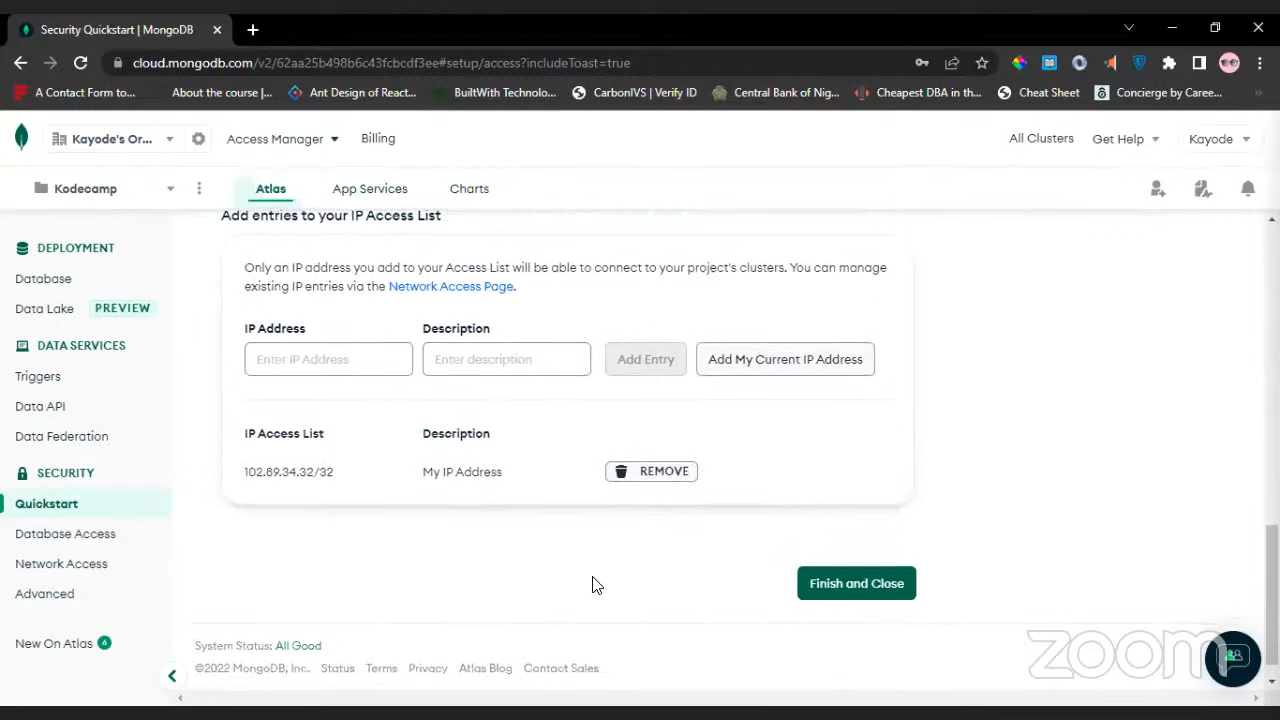 Security Quickstart | MongoDB
cloud.mongodb.com/v2/62aa25b498b6c43fcbcdf3ee#setup/access?includeToast=true
A Contact Form to...
About the course |...
Ant Design of React...
BuiltWith Technolo...
CarbonIVS | Verify ID
Central Bank of Nig...
Cheapest DBA in th...
Cheat Sheet
Concierge by Caree...
Kayode's Or...
Access Manager
Billing
All Clusters
Get Help
Kayode
Kodecamp
Atlas
App Services
Charts
DEPLOYMENT
Database
Data Lake PREVIEW
DATA SERVICES
Triggers
Data API
Data Federation
SECURITY
Quickstart
Database Access
Network Access
Advanced
New On Atlas 6
Add entries to your IP Access List
Only an IP address you add to your Access List will be able to connect to your project's clusters. You can manage
existing IP entries via the Network Access Page.
IP Address Description
Enter IP Address Enter description Add Entry Add My Current IP Address
IP Access List Description
102.89.34.32/32 My IP Address REMOVE
Finish and Close
System Status: All Good
©2022 MongoDB, Inc. Status Terms Privacy Atlas Blog Contact Sales
zoom